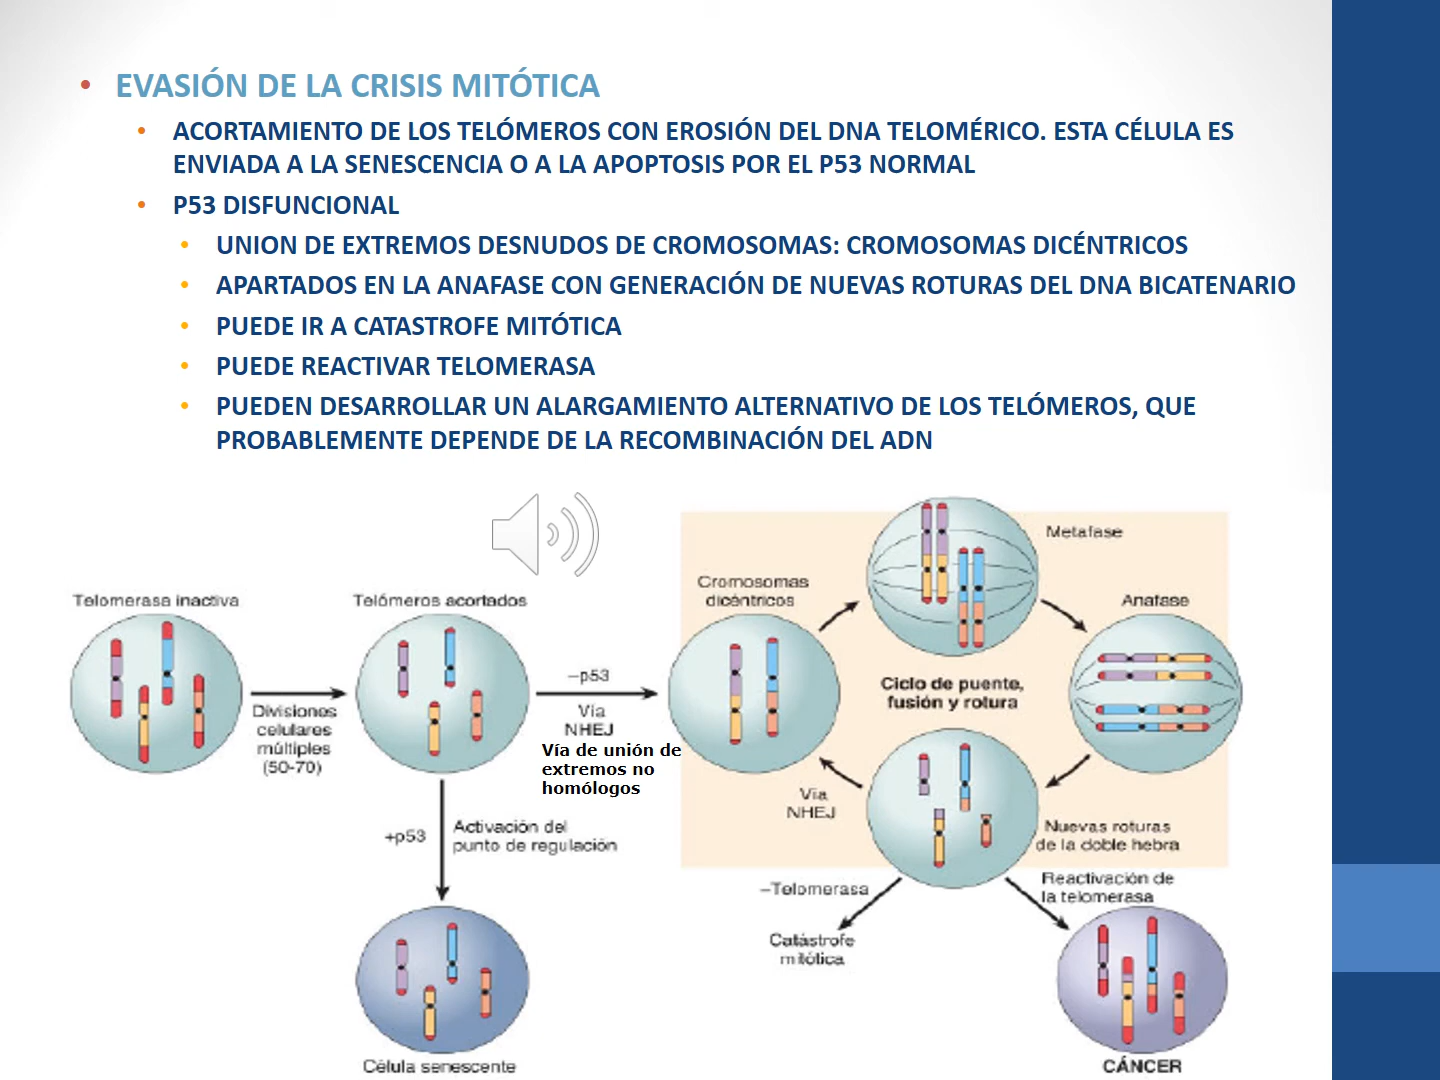 EVASIÓN DE LA CRISIS MITÓTICA
ACORTAMIENTO DE LOS TELÓMEROS CON EROSIÓN DEL DNA TELOMÉRICO. ESTA CÉLULA ES
ENVIADA A LA SENESCENCIA O A LA APOPTOSIS POR EL P53 NORMAL
P53 DISFUNCIONAL
UNION DE EXTREMOS DESNUDOS DE CROMOSOMAS: CROMOSOMAS DICÉNTRICOS
APARTADOS EN LA ANAFASE CON GENERACIÓN DE NUEVAS ROTURAS DEL DNA BICATENARIO
PUEDE IR A CATASTROFE MITÓTICA
PUEDE REACTIVAR TELOMERASA
PUEDEN DESARROLLAR UN ALARGAMIENTO ALTERNATIVO DE LOS TELÓMEROS, QUE
PROBABLEMENTE DEPENDE DE LA RECOMBINACIÓN DEL ADN
Telomerasa inactiva
Divisiones
celulares
múltiples
(50-70)
Telómeros acortados
–p53
Vía
NHEJ
Vía de unión de
extremos no
homólogos
+p53
Activación del
punto de regulación
Célula senescente
Cromosomas
dicéntricos
Metafase
Anafase
Ciclo de puente,
fusión y rotura
Vía
NHEJ
Nuevas roturas
de la doble hebra
–Telomerasa
Catástrofe
mitótica
Reactivación de
la telomerasa
CÁNCER